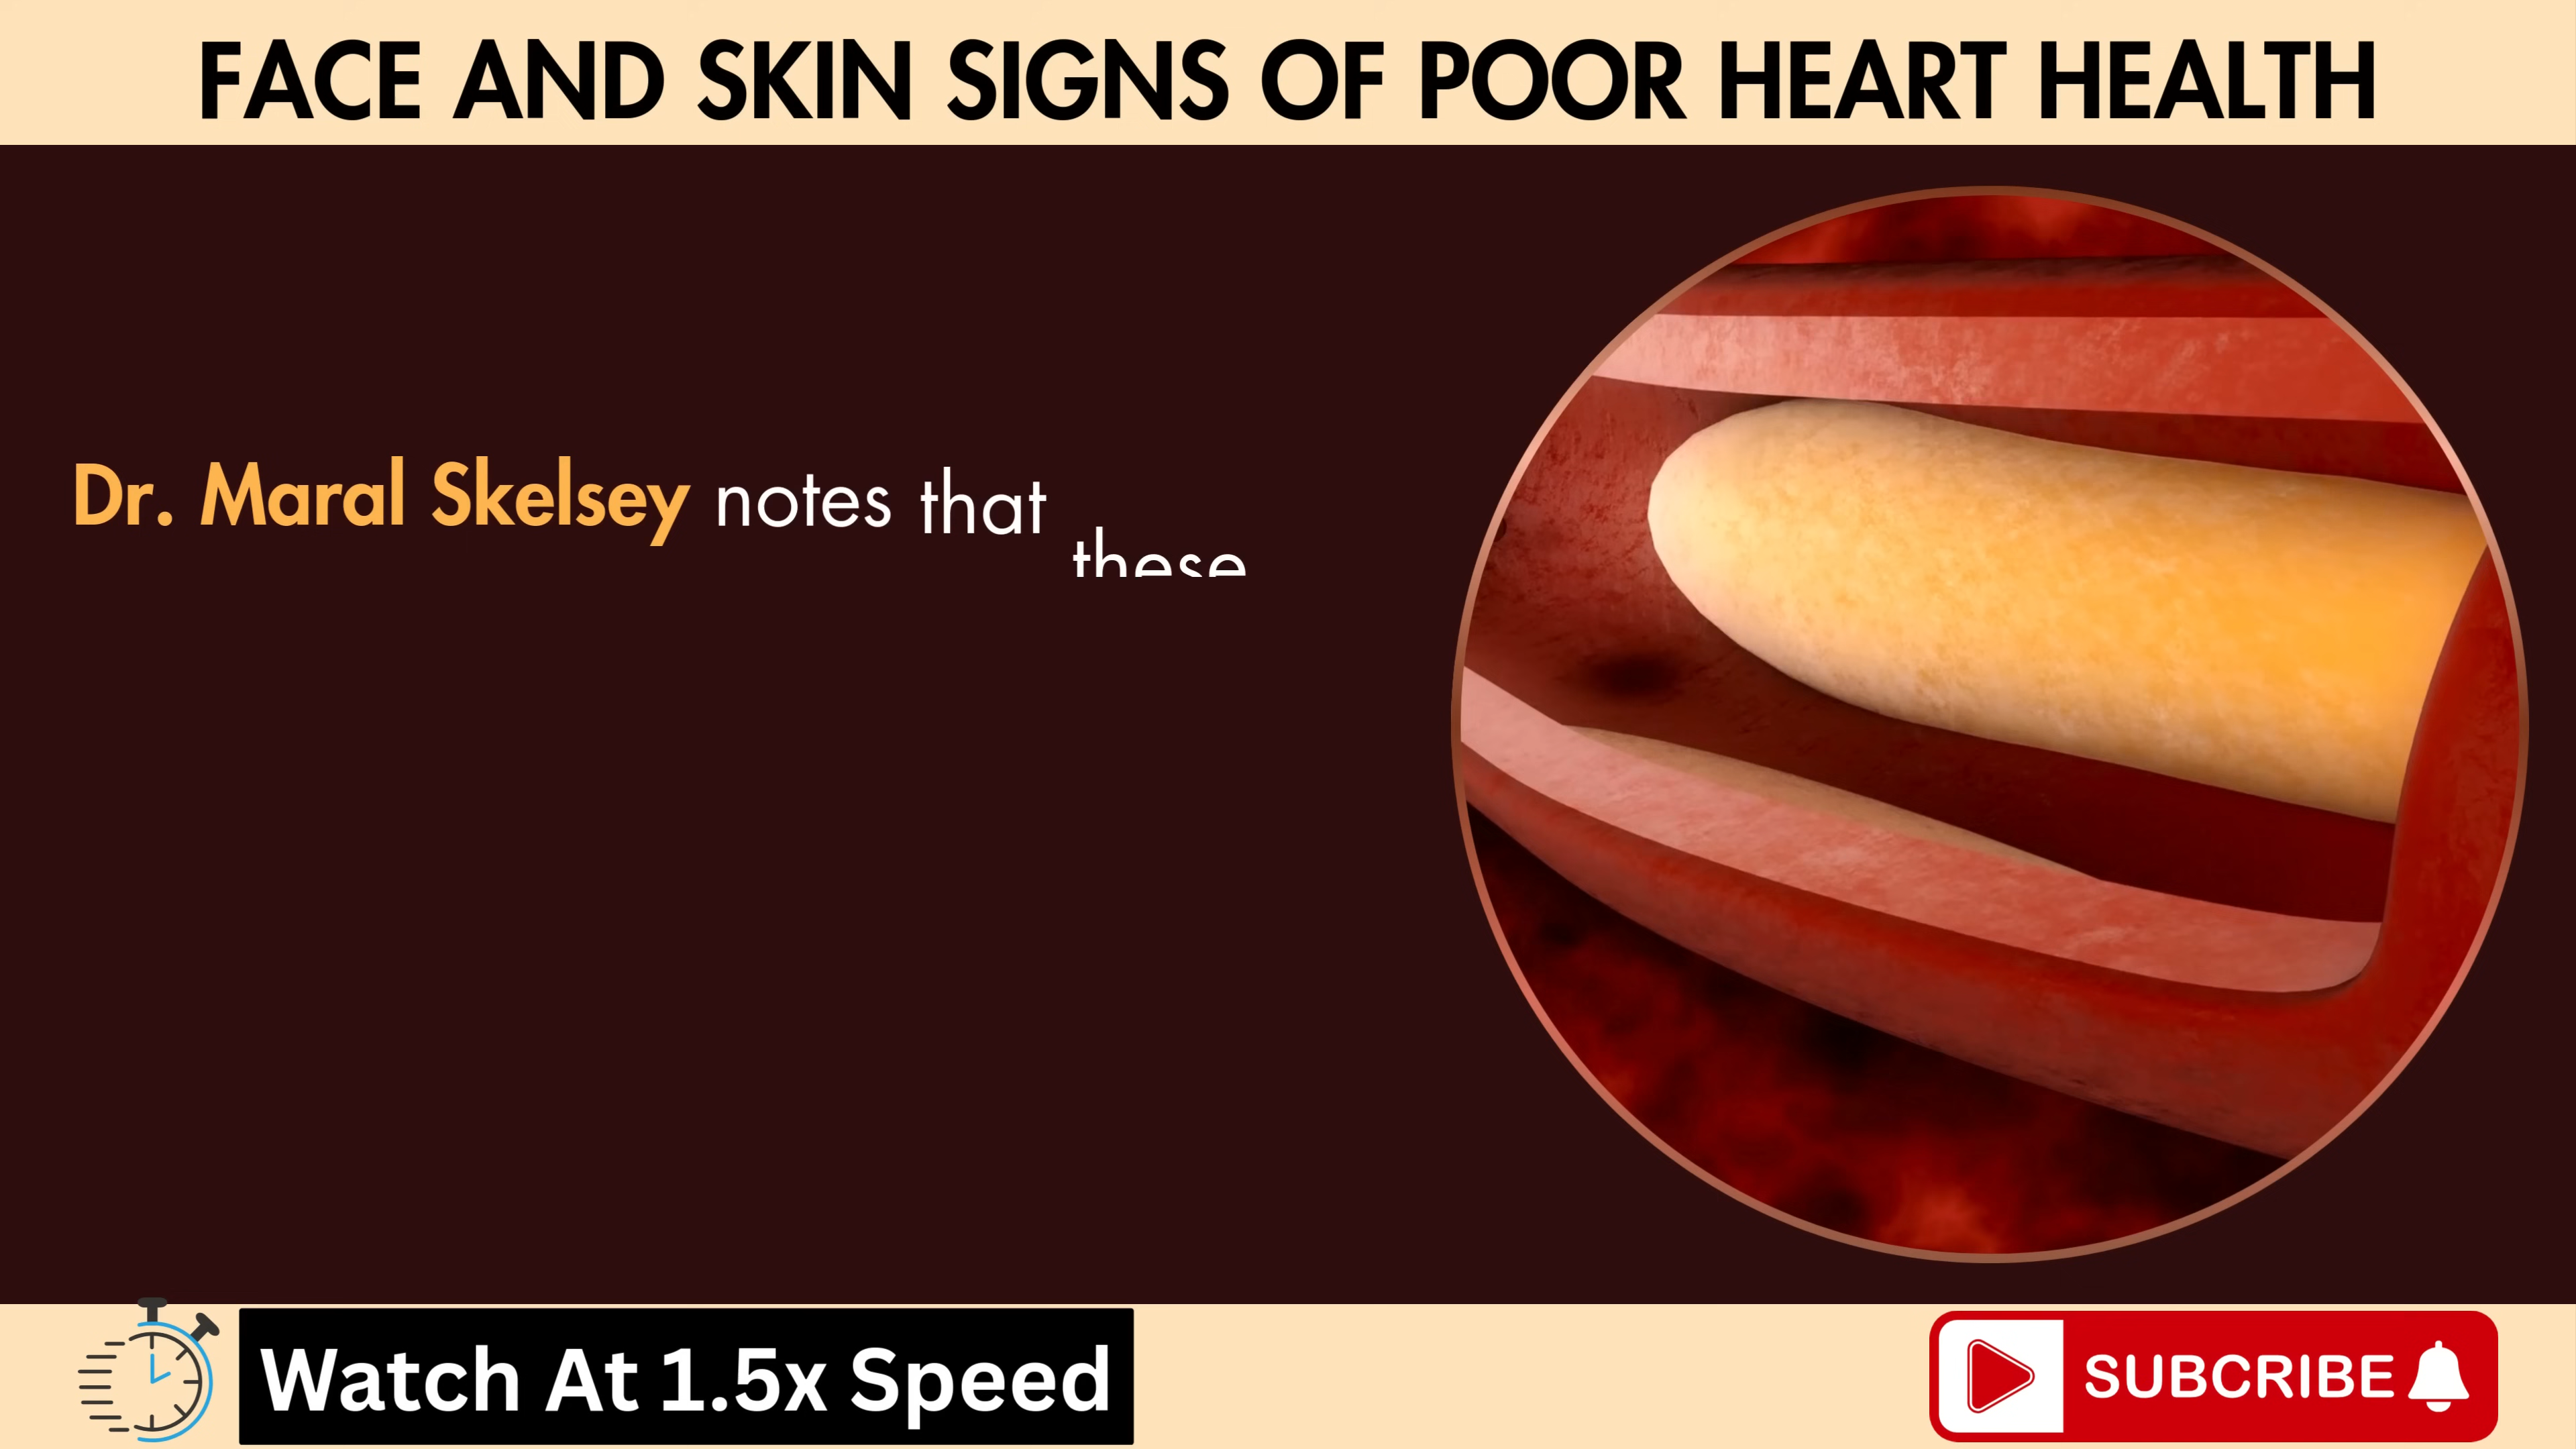 FACE AND SKIN SIGNS OF POOR HEART HEALTH
Dr. Maral Skelsey notes that these
Watch At 1.5x Speed
SUBCRIBE